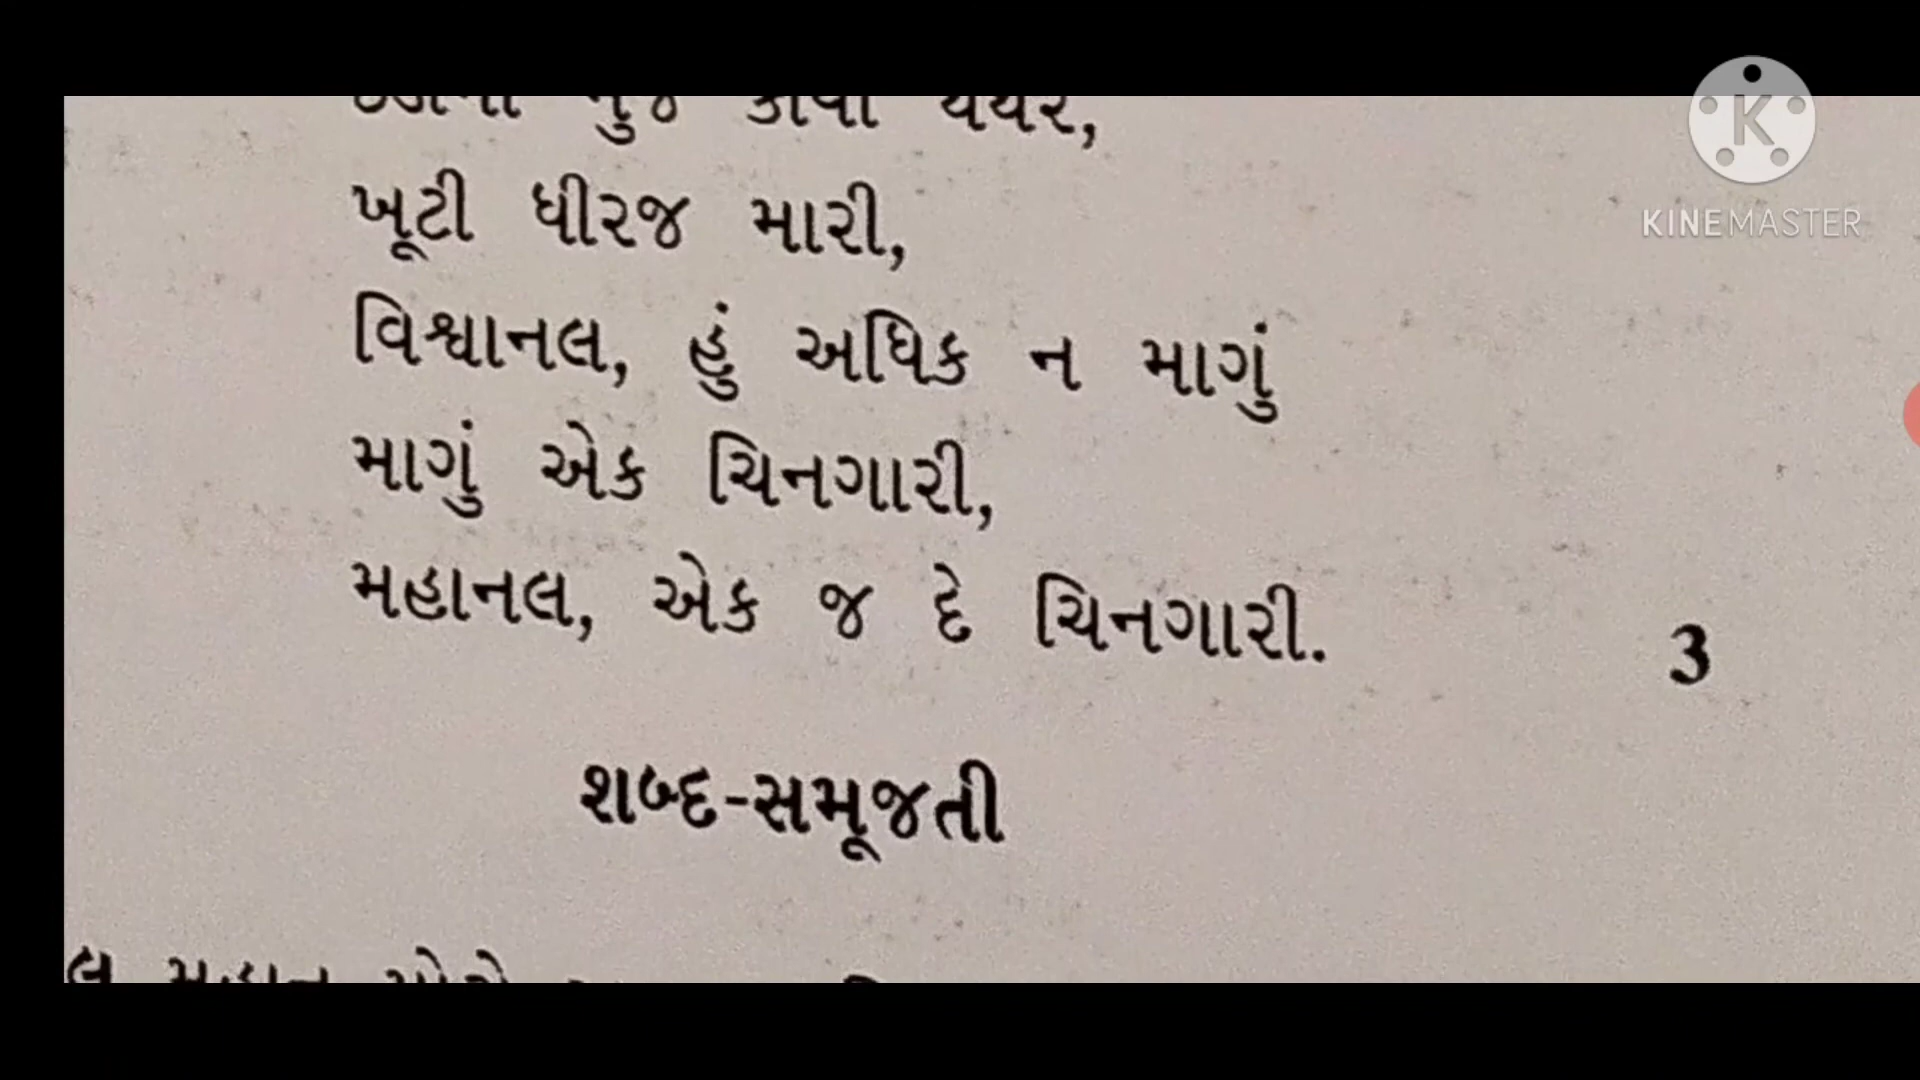 KINEMASTER
ખૂટી ધીરજ મારી,
વિશ્વાનલ, હું અધિક ન માગું
માગું એક ચિનગારી,
મહાનલ, એક જ દે ચિનગારી. 3
શબ્દ-સમૂજતી